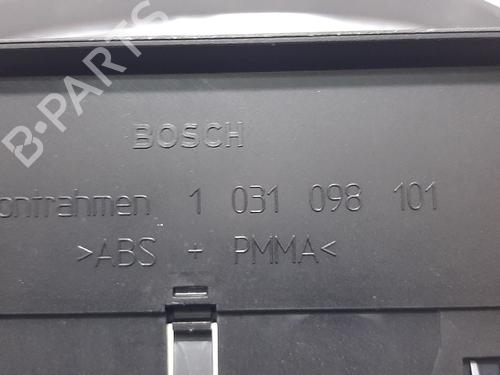 B-PARTS
BOSCH
ontrahmen 1 031 098 101
>ABS + PMMA<